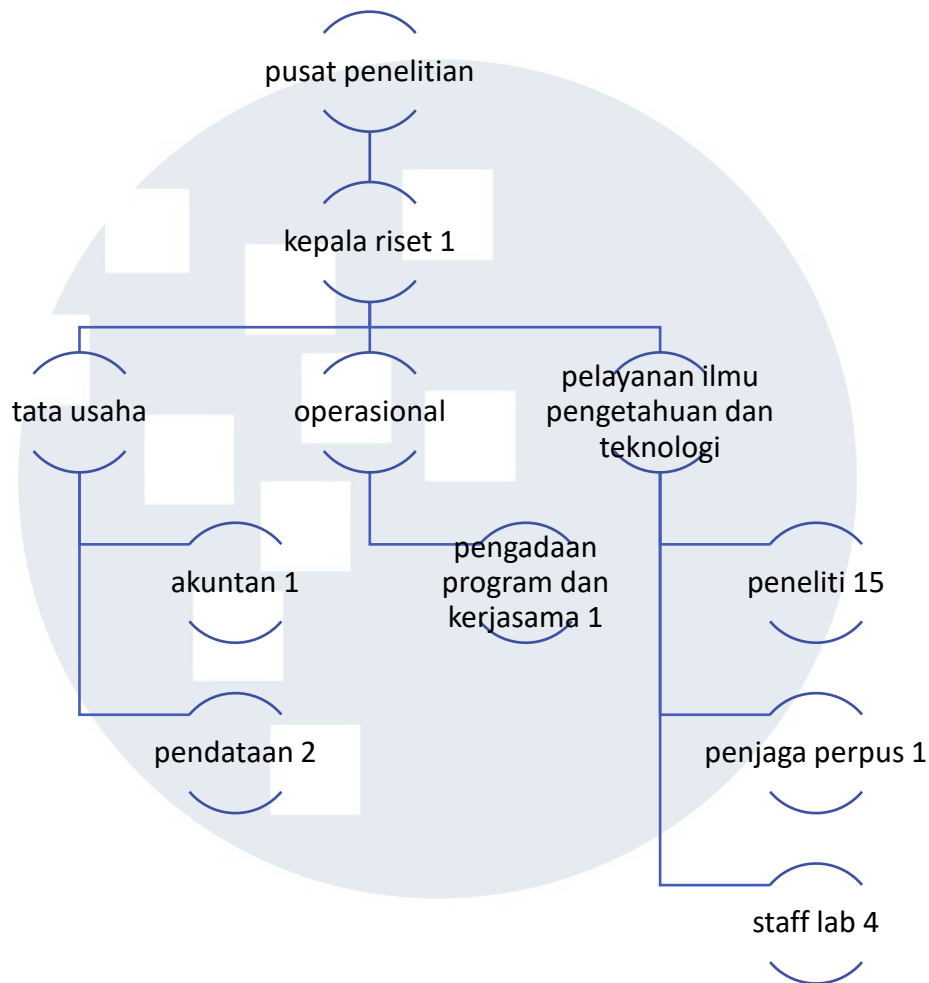 pusat penelitian
kepala riset 1
tata usaha
operasional
pelayanan ilmu
pengetahuan dan
teknologi
akuntan 1
pengadaan
program dan
kerjasama 1
peneliti 15
pendataan 2
penjaga perpus 1
staff lab 4